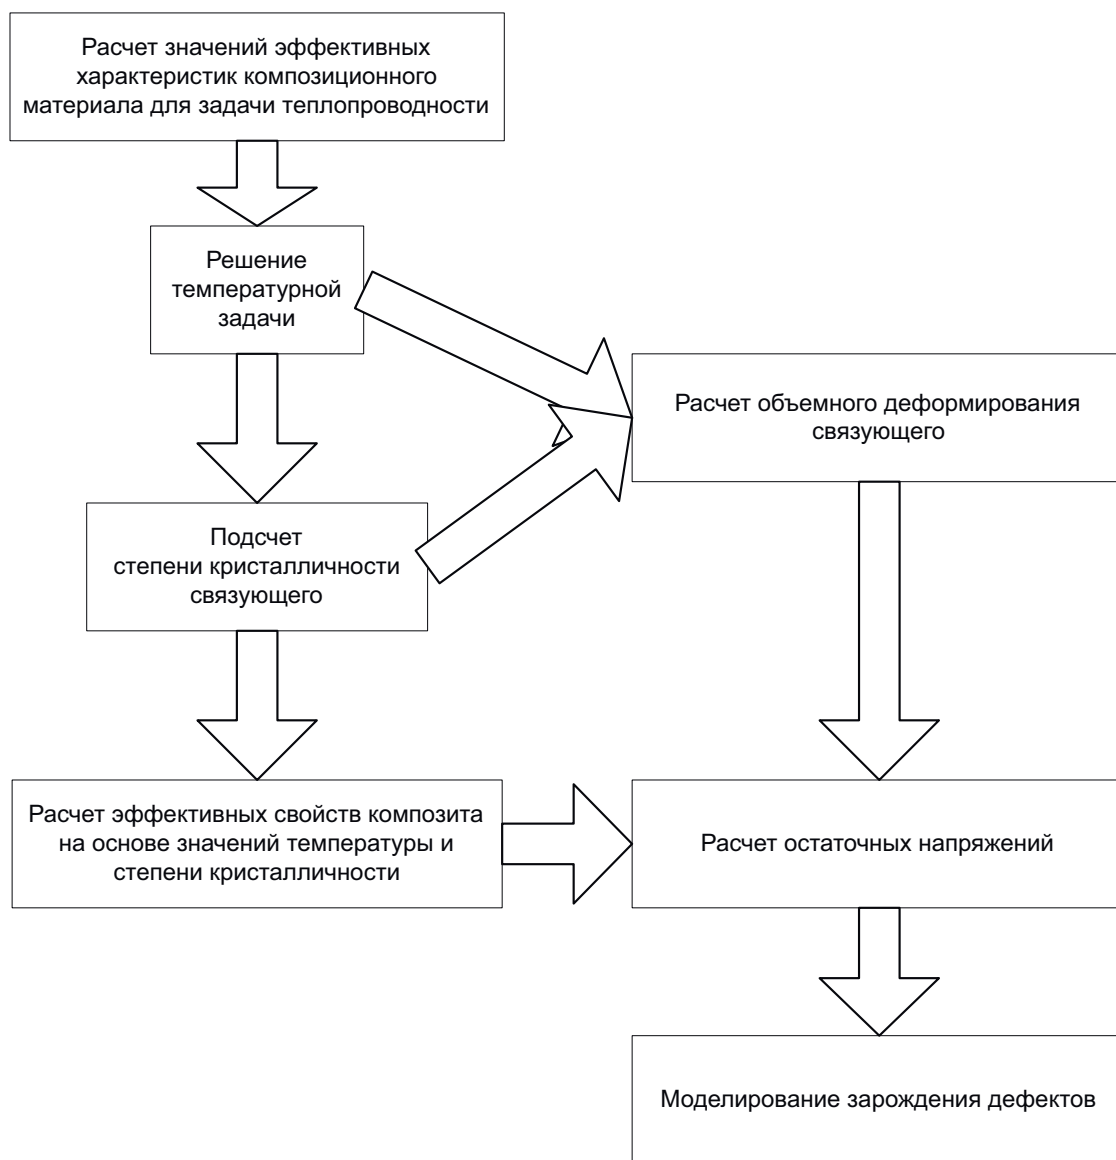 Расчет значений эффективных
характеристик композиционного
материала для задачи теплопроводности
Решение
температурной
задачи
Расчет объемного деформирования
связующего
Подсчет
степени кристалличности
связующего
Расчет эффективных свойств композита
на основе значений температуры и
степени кристалличности
Расчет остаточных напряжений
Моделирование зарождения дефектов